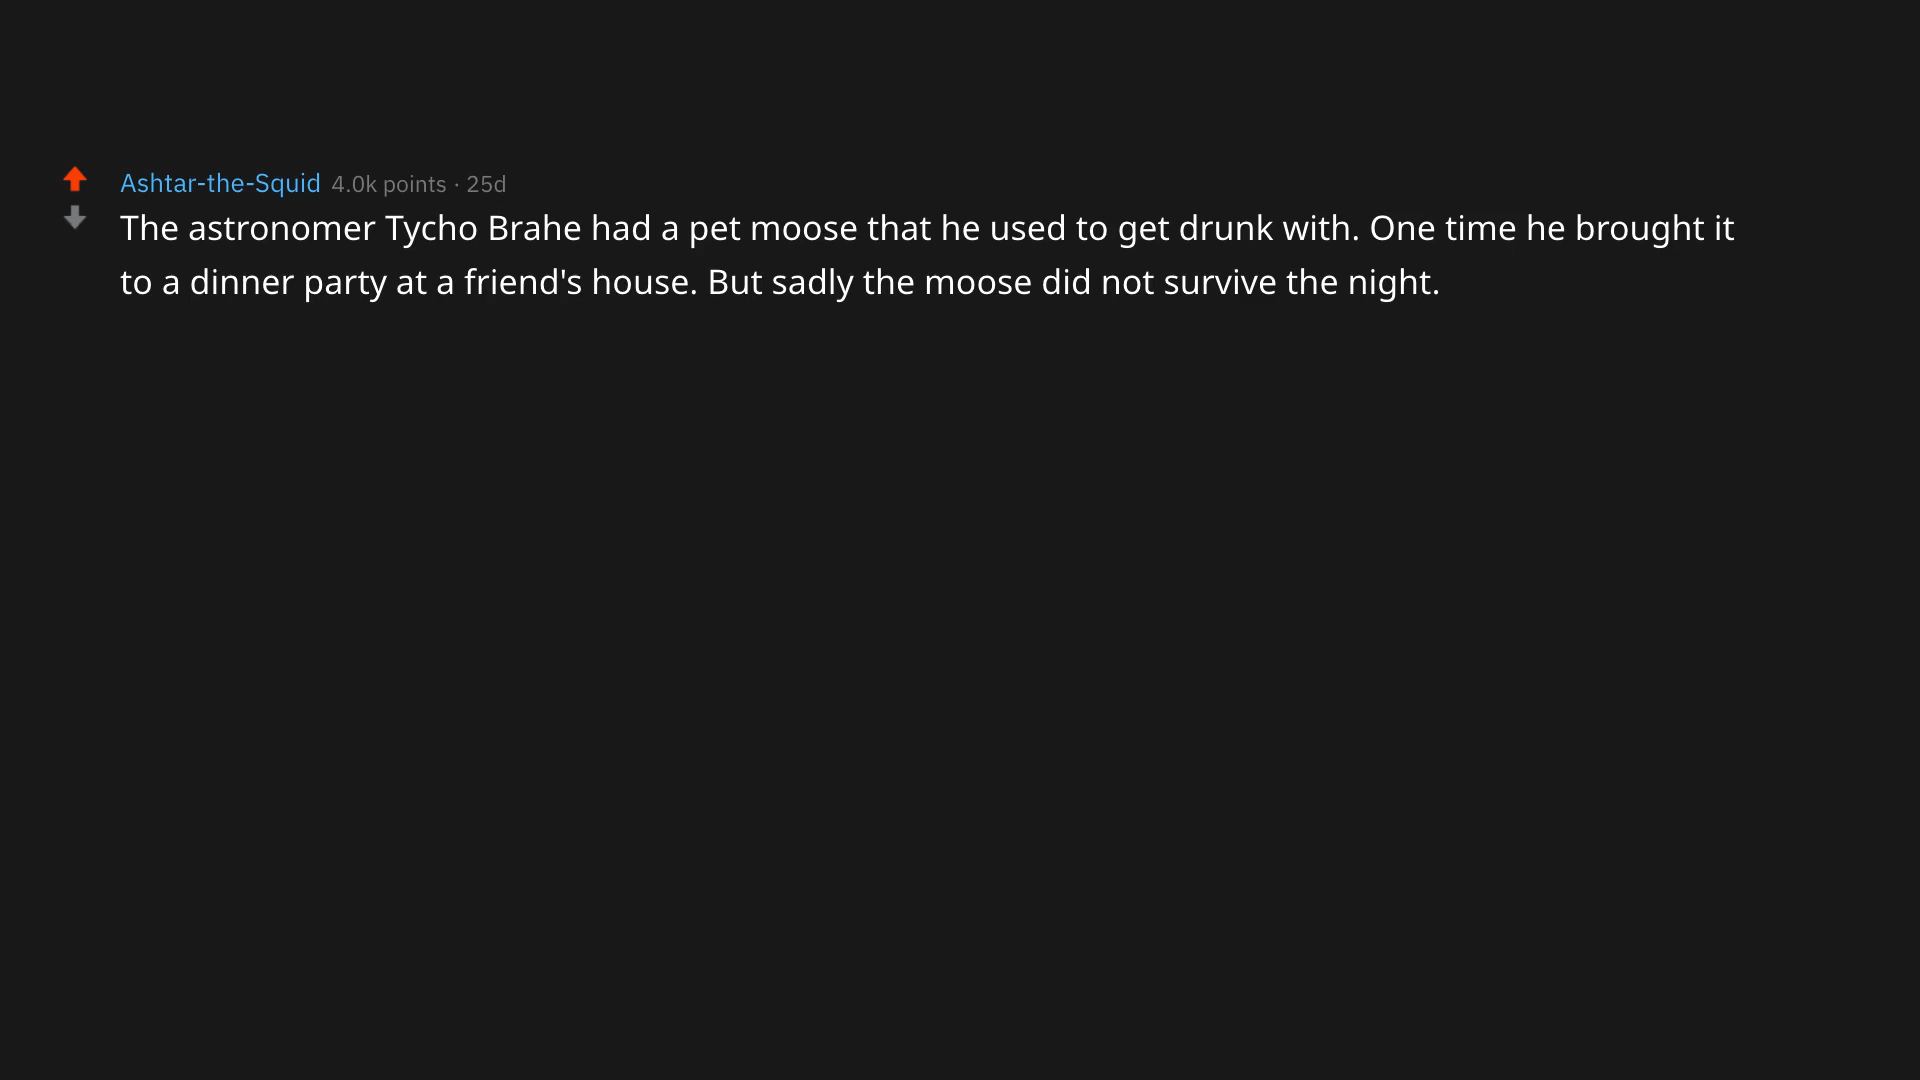 Ashtar-the-Squid 4.0k points · 25d
The astronomer Tycho Brahe had a pet moose that he used to get drunk with. One time he brought it
to a dinner party at a friend's house. But sadly the moose did not survive the night.